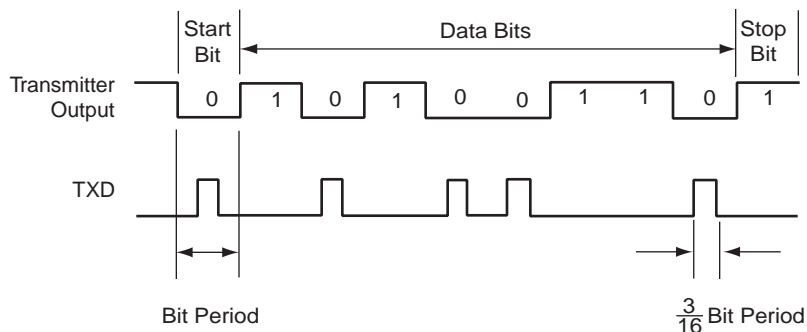 Start Bit
Data Bits
Stop Bit
Transmitter Output
0 1 0 1 0 0 1 1 0 1
TXD
Bit Period
3/16 Bit Period